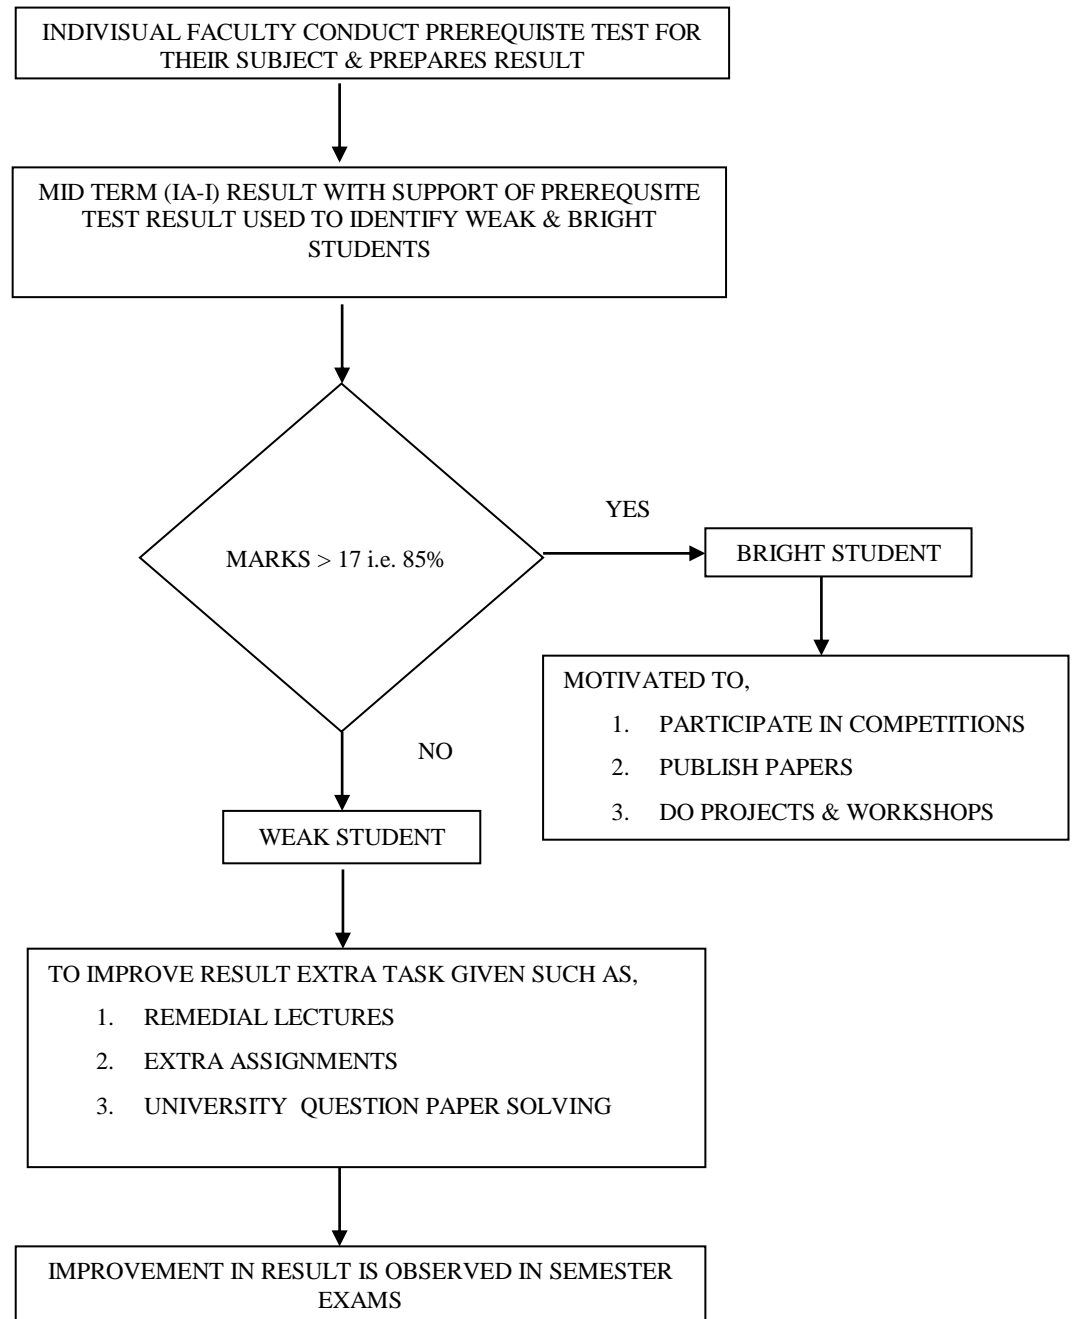 INDIVISUAL FACULTY CONDUCT PREREQUISTE TEST FOR
THEIR SUBJECT & PREPARES RESULT
MID TERM (IA-I) RESULT WITH SUPPORT OF PREREQUSITE
TEST RESULT USED TO IDENTIFY WEAK & BRIGHT
STUDENTS
MARKS > 17 i.e. 85%
YES
BRIGHT STUDENT
MOTIVATED TO,
1. PARTICIPATE IN COMPETITIONS
2. PUBLISH PAPERS
3. DO PROJECTS & WORKSHOPS
NO
WEAK STUDENT
TO IMPROVE RESULT EXTRA TASK GIVEN SUCH AS,
1. REMEDIAL LECTURES
2. EXTRA ASSIGNMENTS
3. UNIVERSITY QUESTION PAPER SOLVING
IMPROVEMENT IN RESULT IS OBSERVED IN SEMESTER
EXAMS